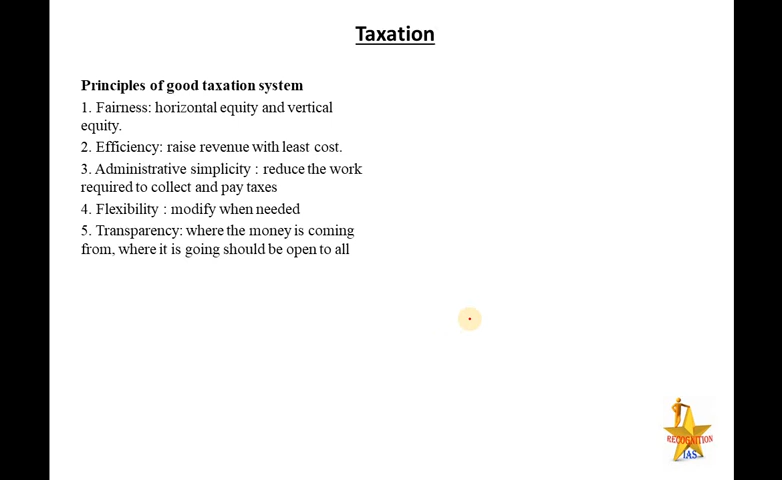 Taxation
Principles of good taxation system
1. Fairness: horizontal equity and vertical
equity.
2. Efficiency: raise revenue with least cost.
3. Administrative simplicity : reduce the work
required to collect and pay taxes
4. Flexibility : modify when needed
5. Transparency: where the money is coming
from, where it is going should be open to all
RECOGNITION
IAS